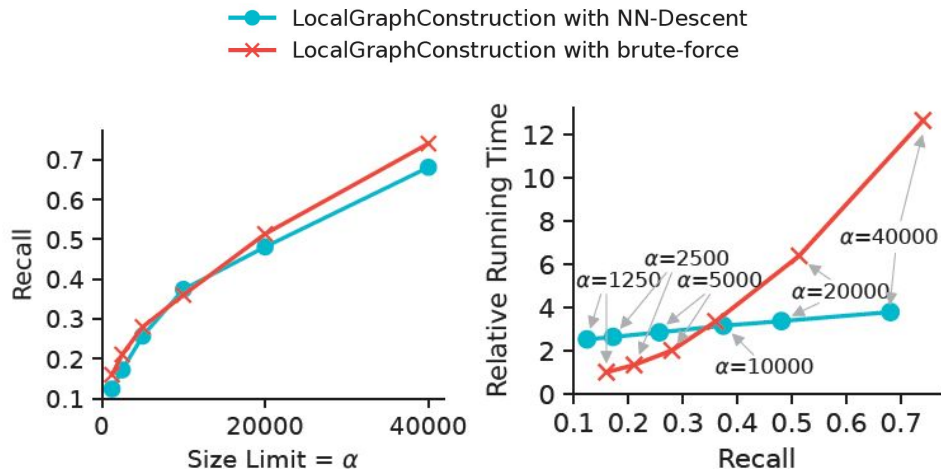 LocalGraphConstruction with NN-Descent
LocalGraphConstruction with brute-force
Recall
0.7
0.6
0.5
0.4
0.3
0.2
0.1
0 20000 40000
Size Limit = α
Relative Running Time
12
10
8
6
4
2
0
α=1250
α=2500
α=5000
α=40000
α=20000
α=10000
0.1 0.2 0.3 0.4 0.5 0.6 0.7
Recall